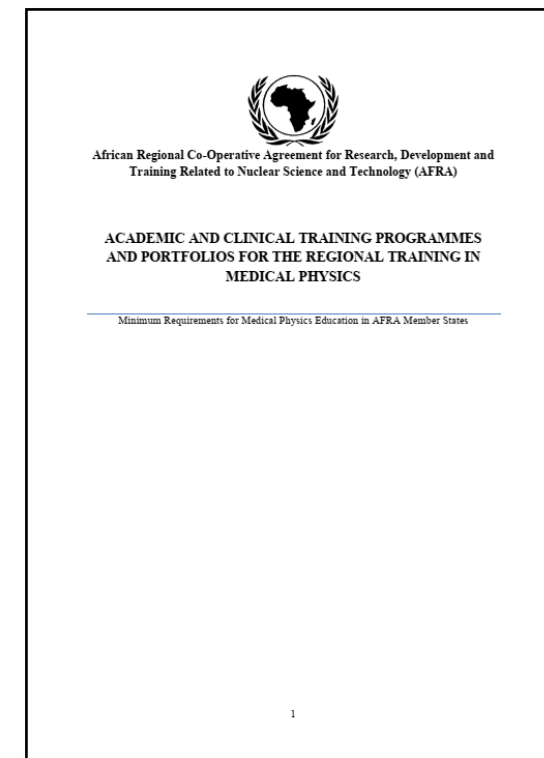 African Regional Co-Operative Agreement for Research, Development and
Training Related to Nuclear Science and Technology (AFRA)
ACADEMIC AND CLINICAL TRAINING PROGRAMMES
AND PORTFOLIOS FOR THE REGIONAL TRAINING IN
MEDICAL PHYSICS
Minimum Requirements for Medical Physics Education in AFRA Member States
1